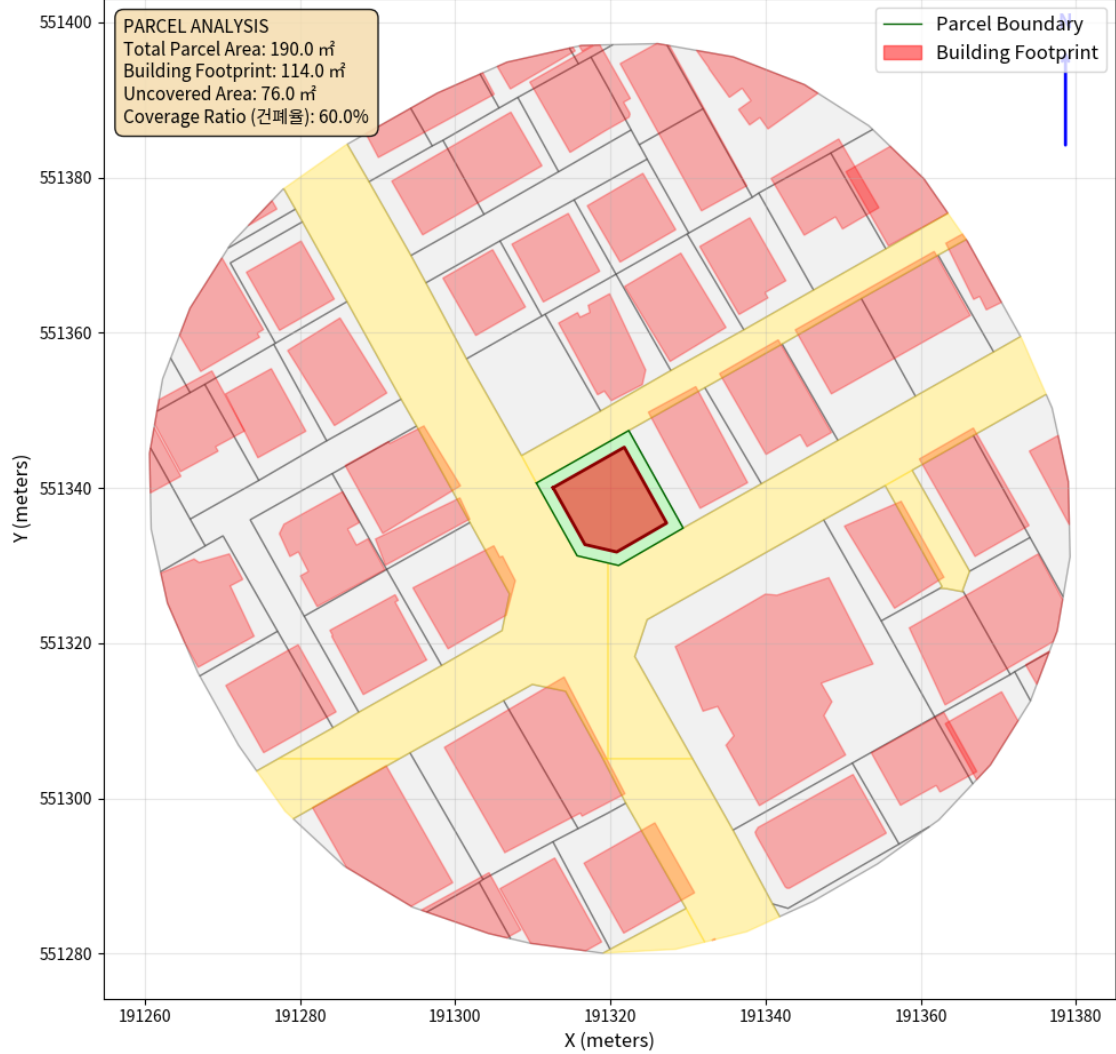 551400
PARCEL ANALYSIS
Total Parcel Area: 190.0 ㎡
Building Footprint: 114.0 ㎡
Uncovered Area: 76.0 ㎡
Coverage Ratio (건폐율): 60.0%
N
Parcel Boundary
Building Footprint
551380
551360
551340
551320
551300
551280
Y (meters)
191260 191280 191300 191320 191340 191360 191380
X (meters)